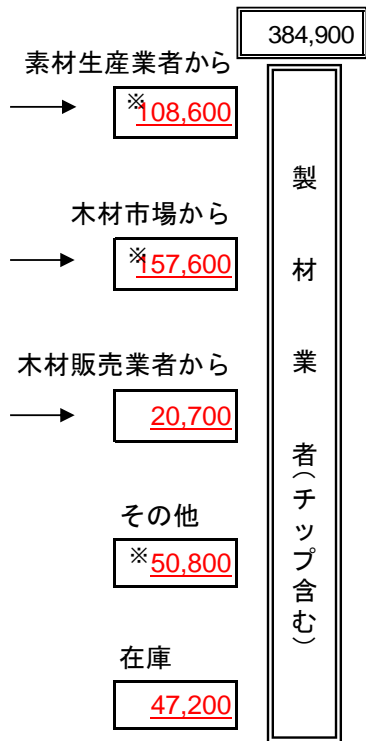 384,900
素材生産業者から
※108,600
木材市場から
※157,600
木材販売業者から
20,700
その他
※50,800
在庫
47,200
製材業者(チップ含む)